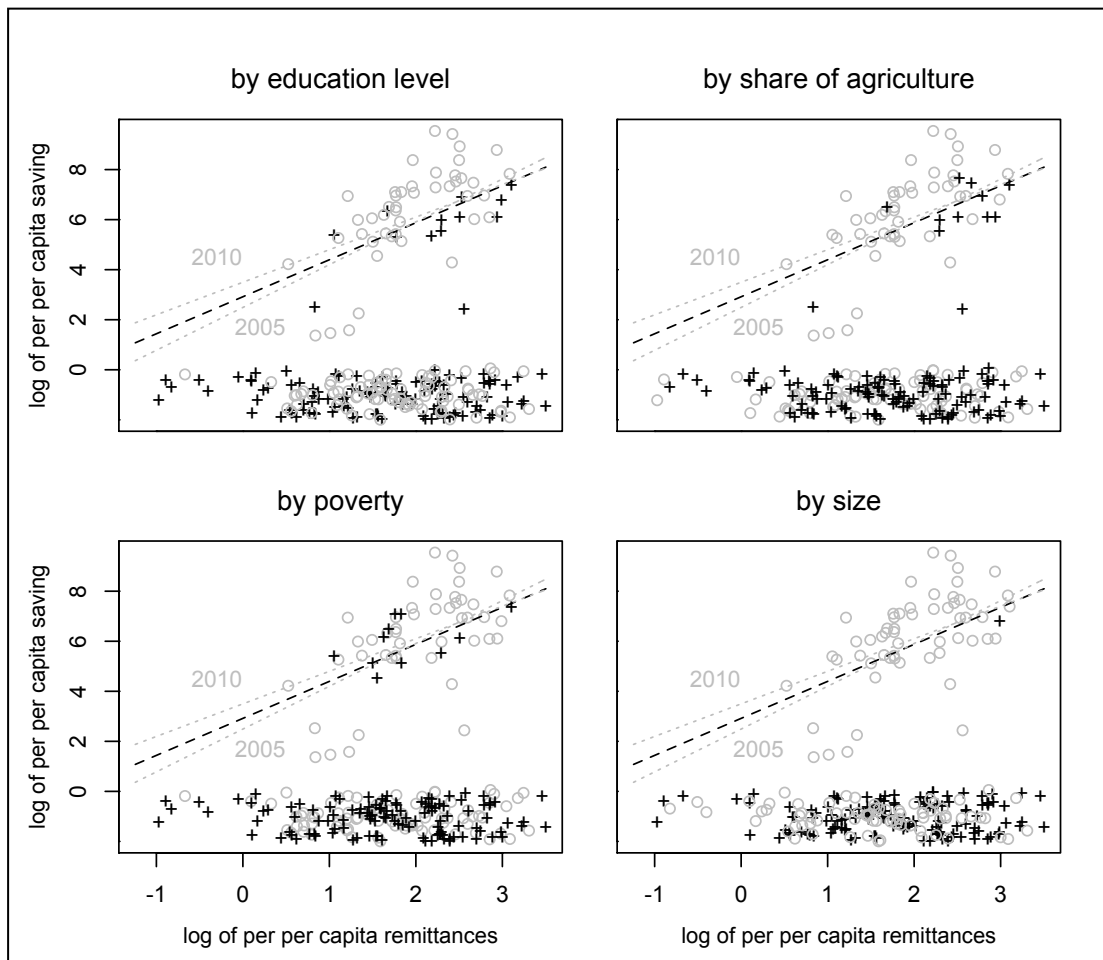 by education level
by share of agriculture
log of per per capita saving
8
6
4
2
0
2010
2005
2010
2005
by poverty
by size
log of per per capita saving
8
6
4
2
0
2010
2005
2010
2005
-1 0 1 2 3
-1 0 1 2 3
log of per per capita remittances
log of per per capita remittances